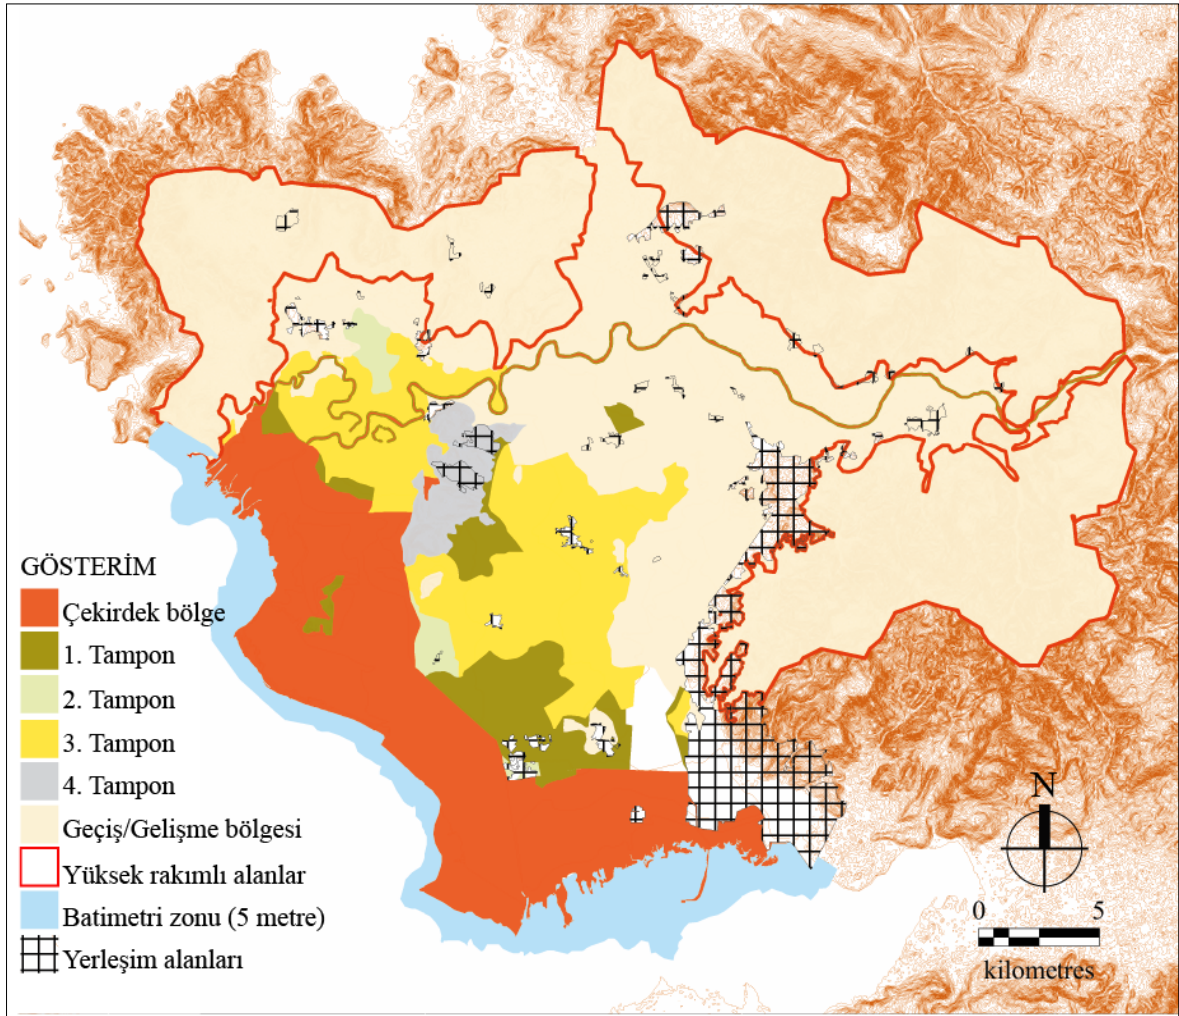 GÖSTERİM
Çekirdek bölge
1. Tampon
2. Tampon
3. Tampon
4. Tampon
Geçiş/Gelişme bölgesi
Yüksek rakımlı alanlar
Batimetri zonu (5 metre)
Yerleşim alanları
N
0 5
kilometres